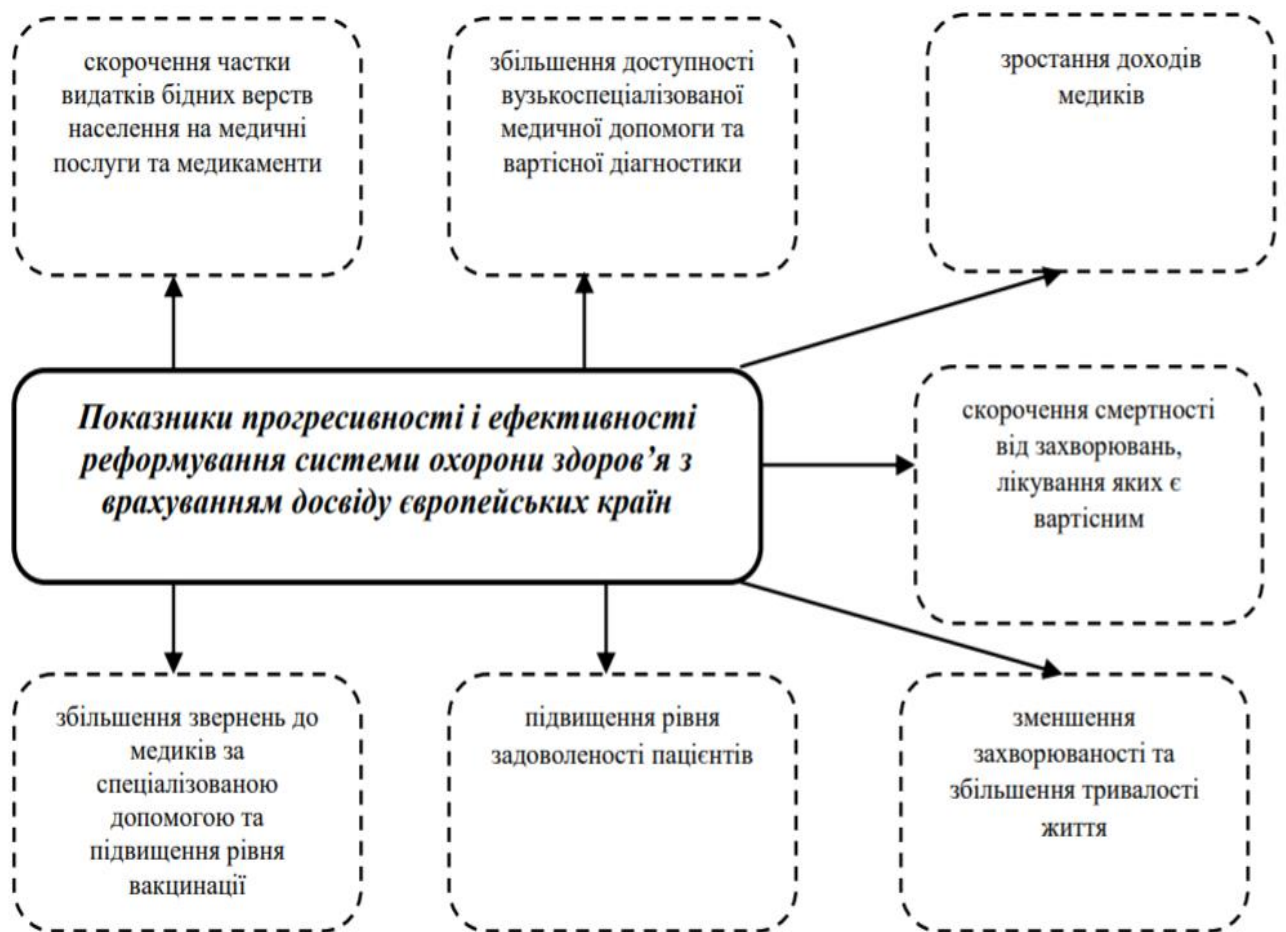 скорочення частки
видатків бідних верств
населення на медичні
послуги та медикаменти
збільшення доступності
вузькоспеціалізованої
медичної допомоги та
вартісної діагностики
зростання доходів
медиків
Показники прогресивності і ефективності
реформування системи охорони здоров’я з
врахуванням досвіду європейських країн
скорочення смертності
від захворювань,
лікування яких є
вартісним
збільшення звернень до
медиків за
спеціалізованою
допомогою та
підвищення рівня
вакцинації
підвищення рівня
задоволеності пацієнтів
зменшення
захворюваності та
збільшення тривалості
життя